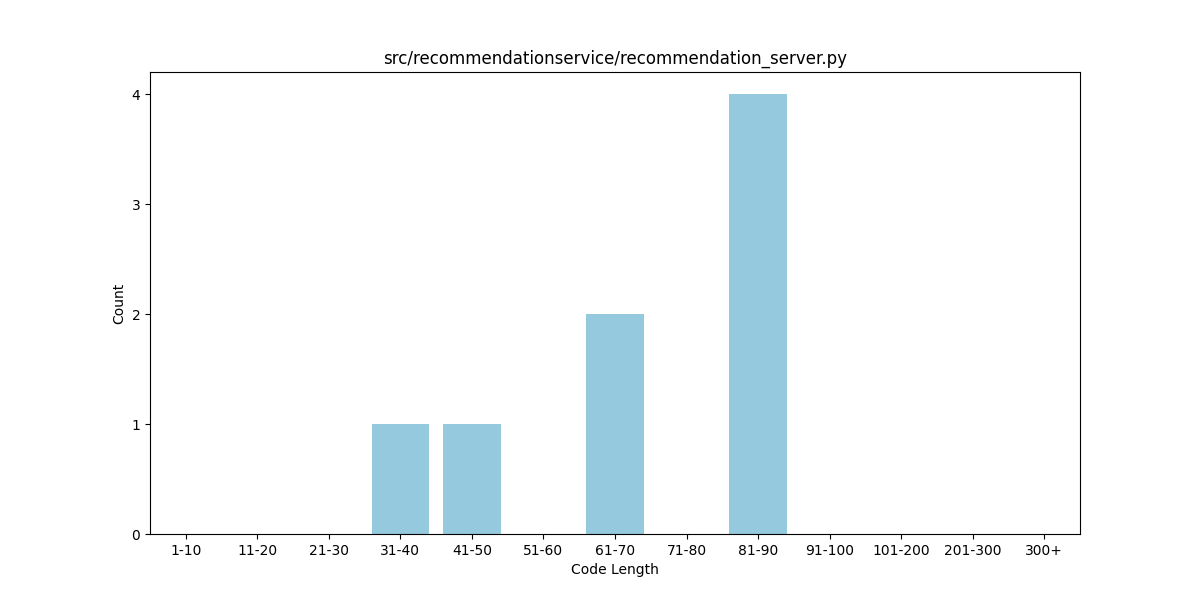 src/recommendationservice/recommendation_server.py
4
3
2
1
0
Count
1-10 11-20 21-30 31-40 41-50 51-60 61-70 71-80 81-90 91-100 101-200 201-300 300+
Code Length